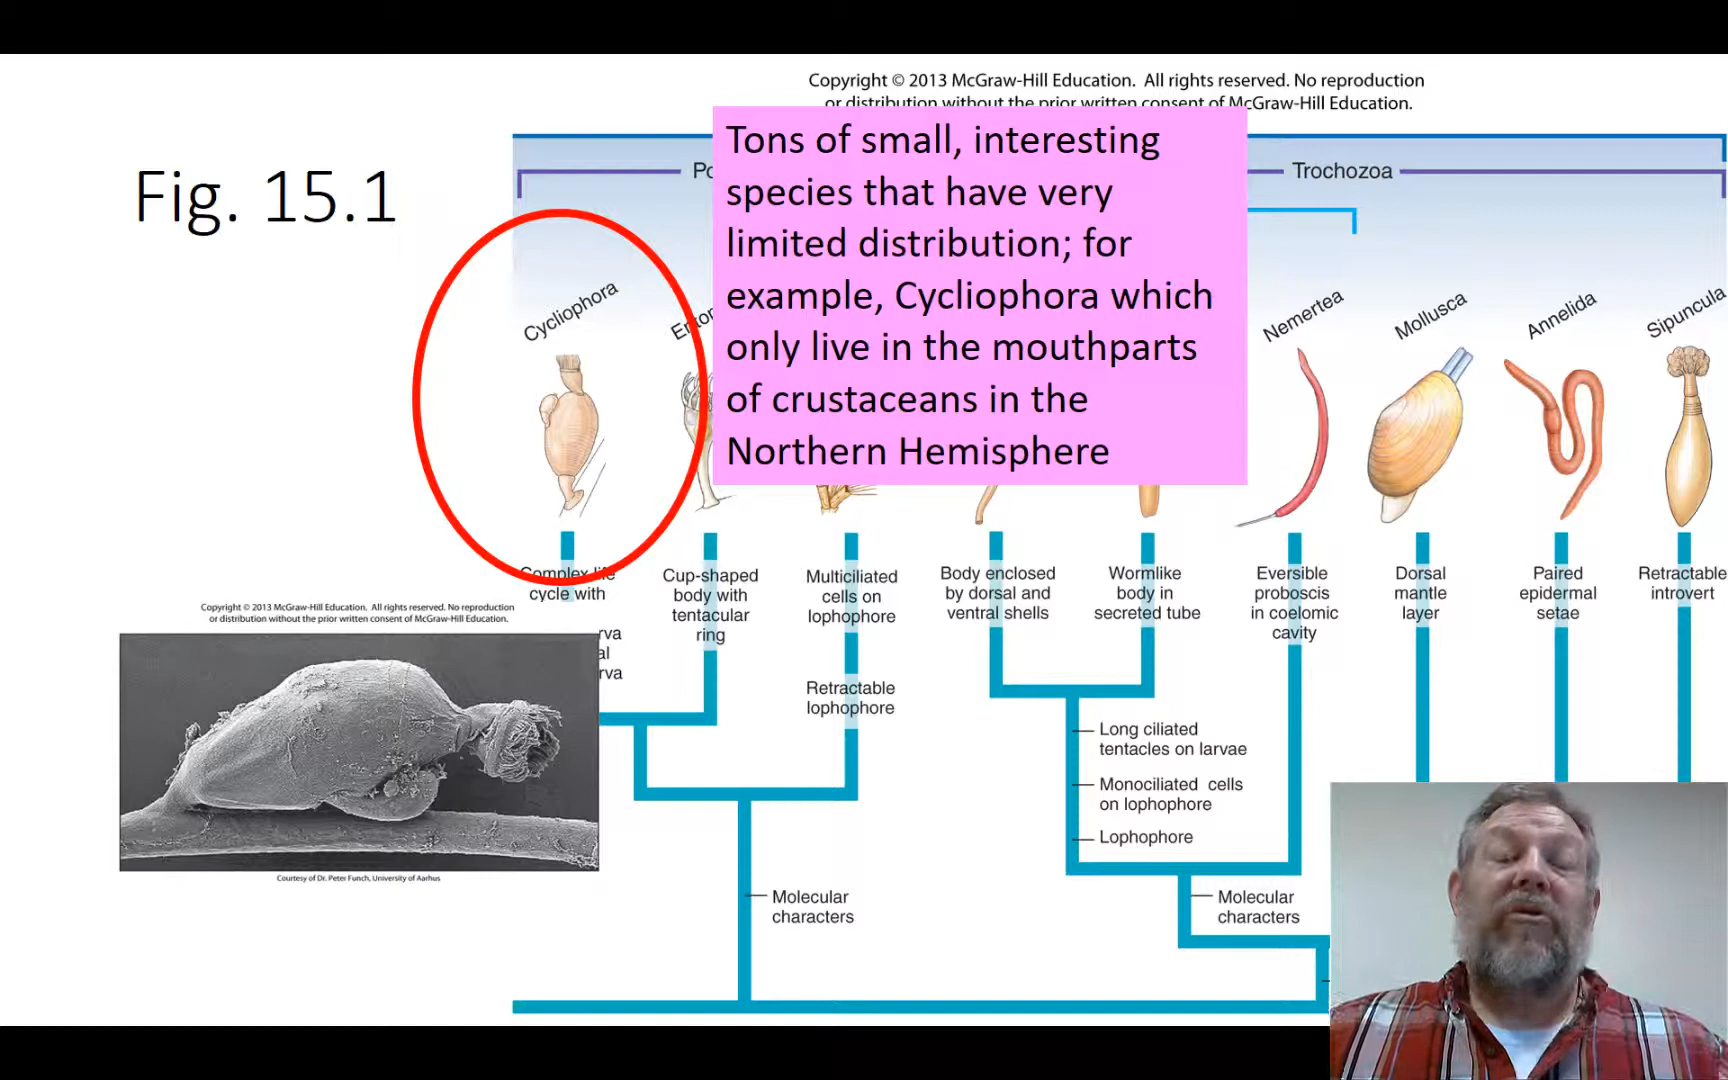 Copyright © 2013 McGraw-Hill Education. All rights reserved. No reproduction
or distribution without the prior written consent of McGraw-Hill Education.
Fig. 15.1
Tons of small, interesting
species that have very
limited distribution; for
example, Cycliophora which
only live in the mouthparts
of crustaceans in the
Northern Hemisphere
Trochozoa
Cycliophora
Nemertea
Mollusca
Annelida
Sipuncula
Complex life
cycle with
Cup-shaped
body with
tentacular
ring
Multiciliated
cells on
lophophore
Body enclosed
by dorsal and
ventral shells
Wormlike
body in
secreted tube
Eversible
proboscis
in coelomic
cavity
Dorsal
mantle
layer
Paired
epidermal
setae
Retractable
introvert
Retractable
lophophore
Long ciliated
tentacles on larvae
Monociliated cells
on lophophore
Lophophore
Molecular
characters
Molecular
characters
Copyright © 2013 McGraw-Hill Education. All rights reserved. No reproduction
or distribution without the prior written consent of McGraw-Hill Education.
Courtesy of Dr. Peter Funch, University of Aarhus